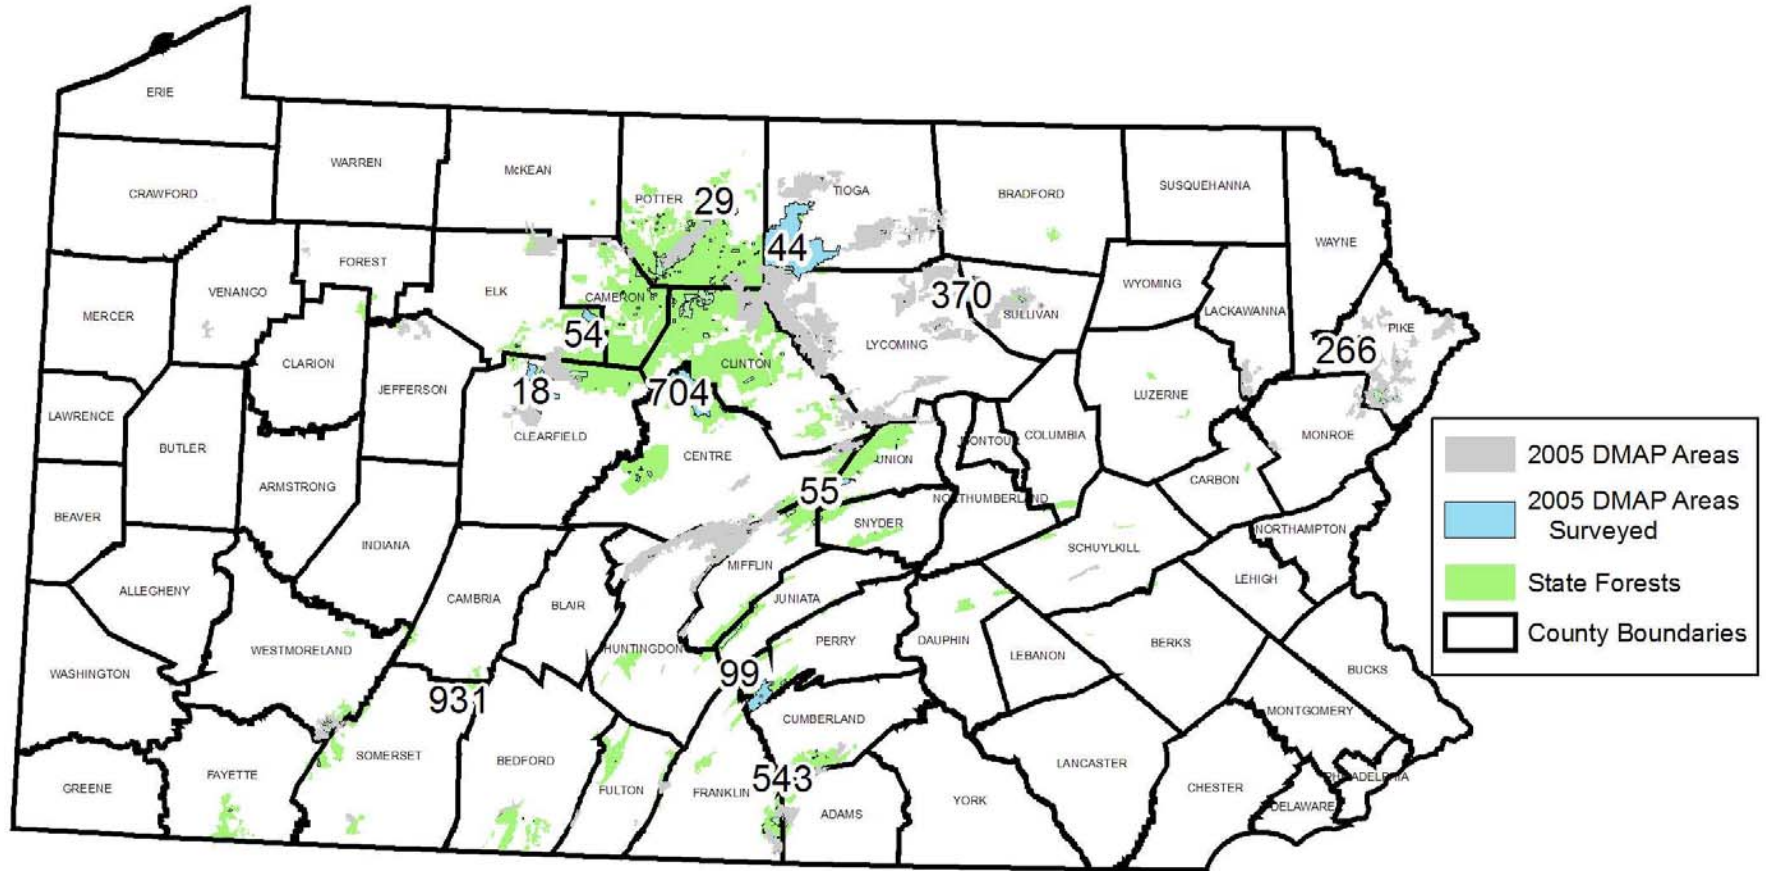 ERIE
CRAWFORD
WARREN
McKEAN
POTTER
29
TIOGA
BRADFORD
SUSQUEHANNA
WAYNE
44
FOREST
VENANGO
MERCER
ELK
CAMERON
54
370
SULLIVAN
WYOMING
LACKAWANNA
PIKE
266
CLARION
JEFFERSON
18
CLEARFIELD
704
CLINTON
LYCOMING
LUZERNE
MONROE
LAWRENCE
BUTLER
ARMSTRONG
CENTRE
UNION
MONTOUR
COLUMBIA
CARBON
BEAVER
INDIANA
55
SNYDER
NORTHUMBERLAND
SCHUYLKILL
NORTHAMPTON
LEHIGH
ALLEGHENY
CAMBRIA
BLAIR
MIFFLIN
JUNIATA
PERRY
DAUPHIN
LEBANON
BERKS
BUCKS
WASHINGTON
WESTMORELAND
HUNTINGDON
99
931
CUMBERLAND
MONTGOMERY
GREENE
FAYETTE
SOMERSET
BEDFORD
FULTON
FRANKLIN
543
ADAMS
YORK
LANCASTER
CHESTER
DELAWARE
PHILADELPHIA
2005 DMAP Areas
2005 DMAP Areas
Surveyed
State Forests
County Boundaries